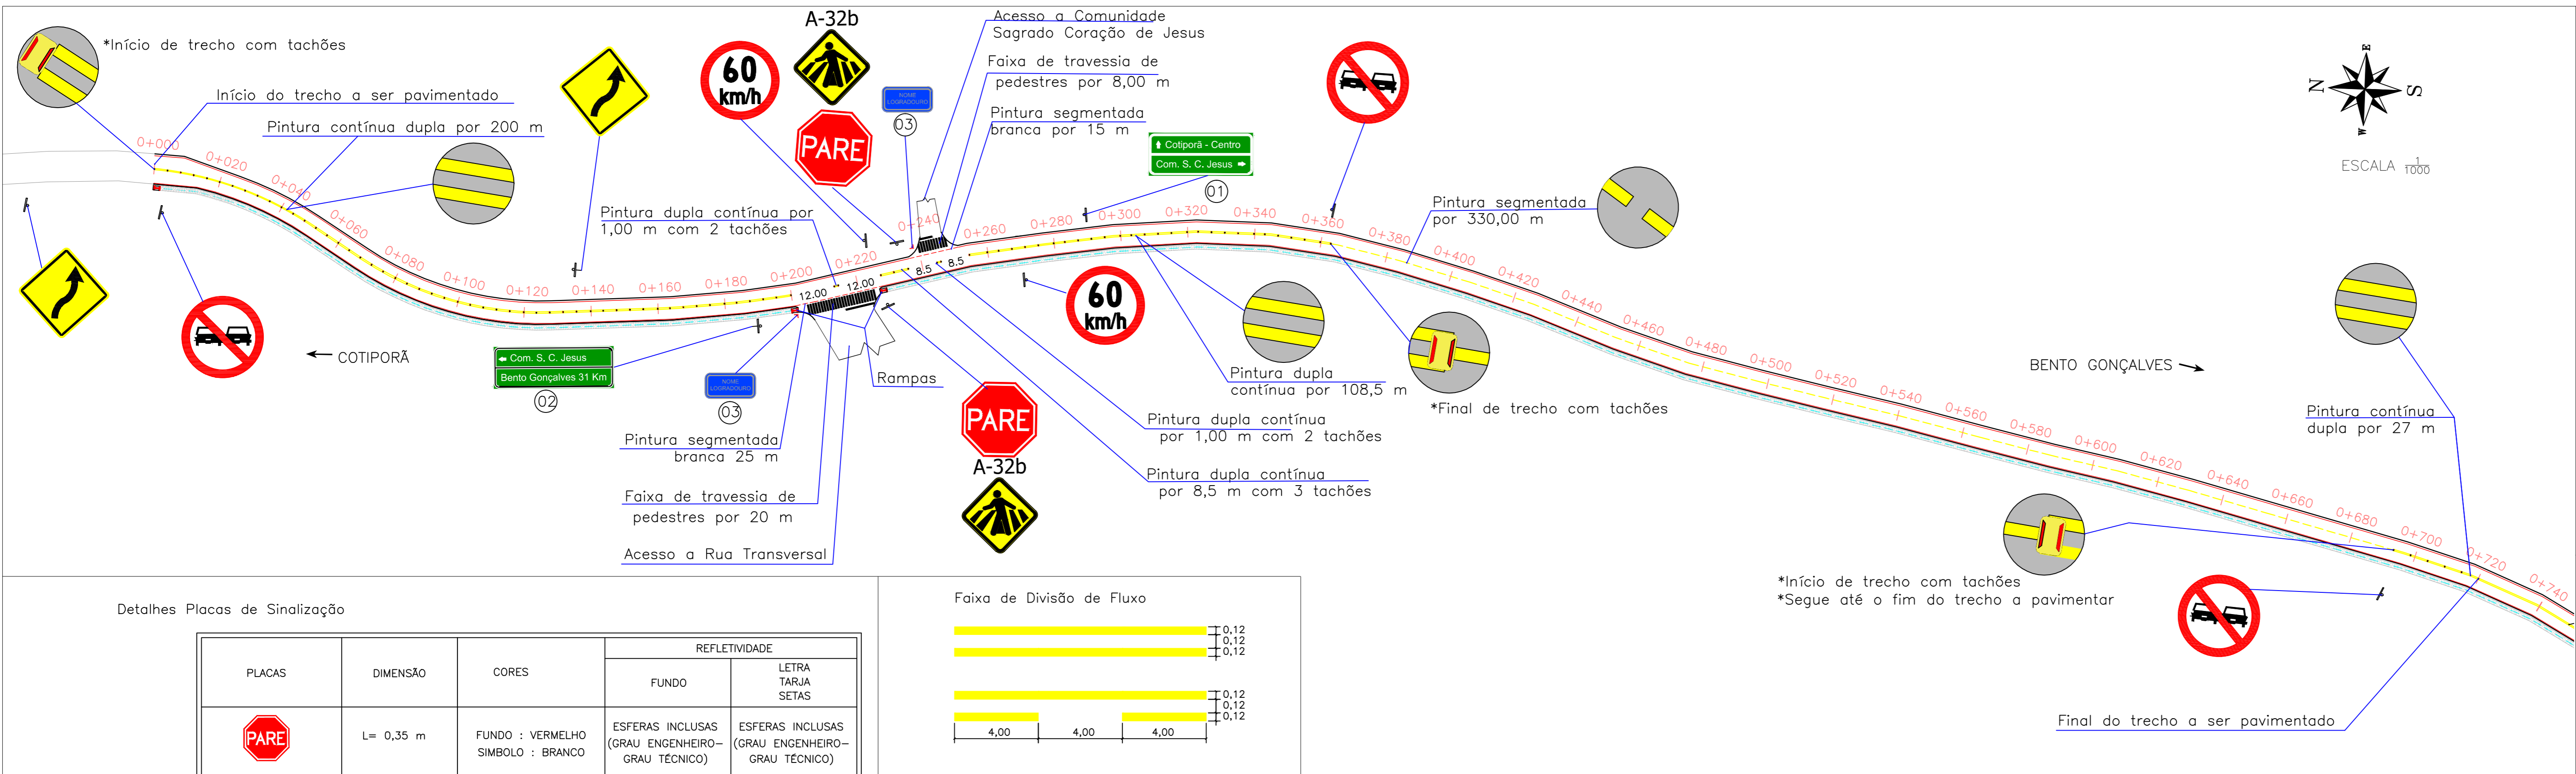 *Início de trecho com tachões
Início do trecho a ser pavimentado
Pintura contínua dupla por 200 m
A-32b
60
km/h
PARE
NOME
LOGRADOURO
03
Acesso a Comunidade
Sagrado Coração de Jesus
Faixa de travessia de
pedestres por 8,00 m
Pintura segmentada
branca por 15 m
Cotiporã - Centro
Com. S. C. Jesus
01
E
N
S
W
ESCALA 1/1000
Pintura segmentada
por 330,00 m
Pintura dupla contínua por
1,00 m com 2 tachões
0+000
0+020
0+040
0+060
0+080
0+100
0+120
0+140
0+160
0+180
0+200
0+220
0+240
0+260
0+280
0+300
0+320
0+340
0+360
0+380
0+400
0+420
0+440
0+460
0+480
0+500
0+520
0+540
0+560
0+580
0+600
0+620
0+640
0+660
0+680
0+700
0+720
0+740
12.00
12.00
8.5
8.5
COTIPORÃ
Com. S. C. Jesus
Bento Gonçalves 31 Km
02
NOME
LOGRADOURO
03
Rampas
60
km/h
Pintura dupla
contínua por 108,5 m
*Final de trecho com tachões
BENTO GONÇALVES
Pintura contínua
dupla por 27 m
PARE
A-32b
Pintura dupla contínua
por 1,00 m com 2 tachões
Pintura dupla contínua
por 8,5 m com 3 tachões
Pintura segmentada
branca 25 m
Faixa de travessia de
pedestres por 20 m
Acesso a Rua Transversal
*Início de trecho com tachões
*Segue até o fim do trecho a pavimentar
Final do trecho a ser pavimentado
Detalhes Placas de Sinalização
PLACAS
DIMENSÃO
CORES
REFLETIVIDADE
FUNDO
LETRA
TARJA
SETAS
PARE
L= 0,35 m
FUNDO : VERMELHO
SIMBOLO : BRANCO
ESFERAS INCLUSAS
(GRAU ENGENHEIRO-
GRAU TÉCNICO)
ESFERAS INCLUSAS
(GRAU ENGENHEIRO-
GRAU TÉCNICO)
Faixa de Divisão de Fluxo
0,12
0,12
0,12
0,12
0,12
0,12
4,00
4,00
4,00